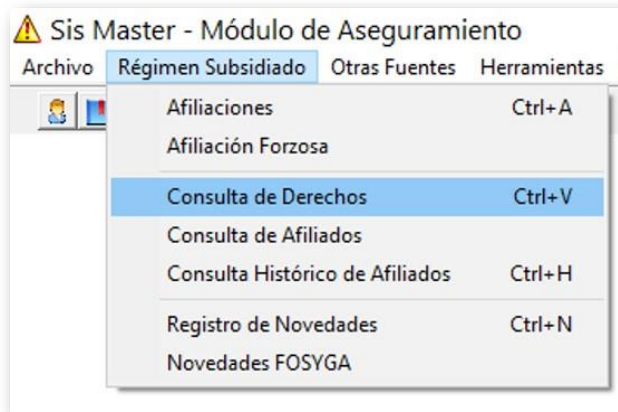 Sis Master - Módulo de Aseguramiento
Archivo Régimen Subsidiado Otras Fuentes Herramientas
Afiliaciones Ctrl+A
Afiliación Forzosa
Consulta de Derechos Ctrl+V
Consulta de Afiliados
Consulta Histórico de Afiliados Ctrl+H
Registro de Novedades Ctrl+N
Novedades FOSYGA